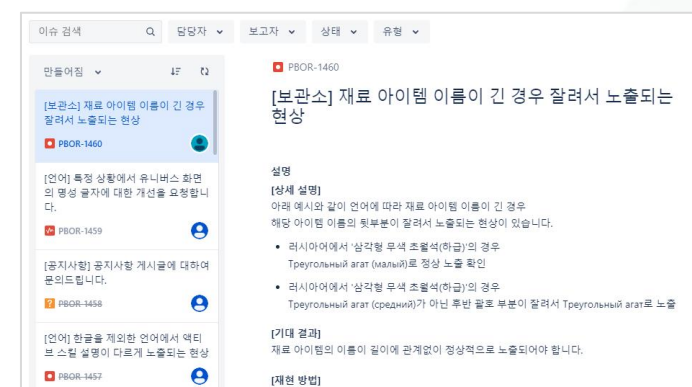 이슈 검색 담당자 보고자 상태 유형
만들어짐
[보관소] 재료 아이템 이름이 긴 경우
잘려서 노출되는 현상
PBOR-1460
[언어] 특정 상황에서 유니버스 화면
의 명성 글자에 대한 개선을 요청합니
다.
PBOR-1459
[공지사항] 공지사항 게시글에 대하여
문의드립니다.
PBOR-1458
[언어] 한글을 제외한 언어에서 액티
브 스킬 설명이 다르게 노출되는 현상
PBOR-1457
PBOR-1460
[보관소] 재료 아이템 이름이 긴 경우 잘려서 노출되는
현상
설명
[상세 설명]
아래 예시와 같이 언어에 따라 재료 아이템 이름이 긴 경우
해당 아이템 이름의 뒷부분이 잘려서 노출되는 현상이 있습니다.
• 러시아어에서 '삼각형 무색 초월석(하급)'의 경우
Треугольный агат (малый)로 정상 노출 확인
• 러시아어에서 '삼각형 무색 초월석(하급)'의 경우
Треугольный агат (средний)가 아닌 후반 괄호 부분이 잘려서 Треугольный агат로 노출
[기대 결과]
재료 아이템의 이름이 길이에 관계없이 정상적으로 노출되어야 합니다.
[재현 방법]